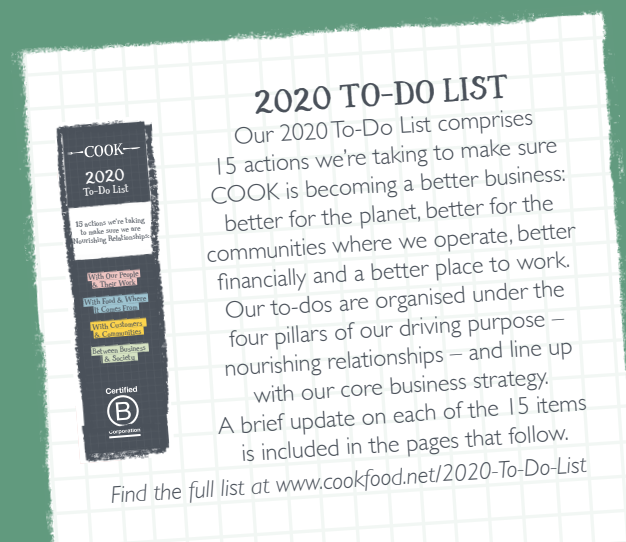 2020 TO-DO LIST
Our 2020 To-Do List comprises
15 actions we're taking to make sure
COOK is becoming a better business:
better for the planet, better for the
communities where we operate, better
financially and a better place to work.
Our to-dos are organised under the
four pillars of our driving purpose –
nourishing relationships – and line up
with our core business strategy.
A brief update on each of the 15 items
is included in the pages that follow.
Find the full list at www.cookfood.net/2020-To-Do-List
COOK
2020
To-Do List
15 actions we're taking
to make sure we are
Nourishing Relationships:
With Our People
& Their Work
With Food & Where
It Comes From
With Customers
& Communities
Between Business
& Society
Certified
B
Corporation